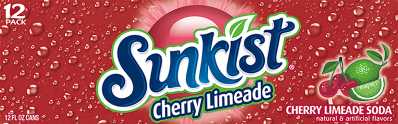 12
PACK
Sunkist
Cherry Limeade
CHERRY LIMEADE SODA
natural & artificial flavors
12 FL OZ CANS